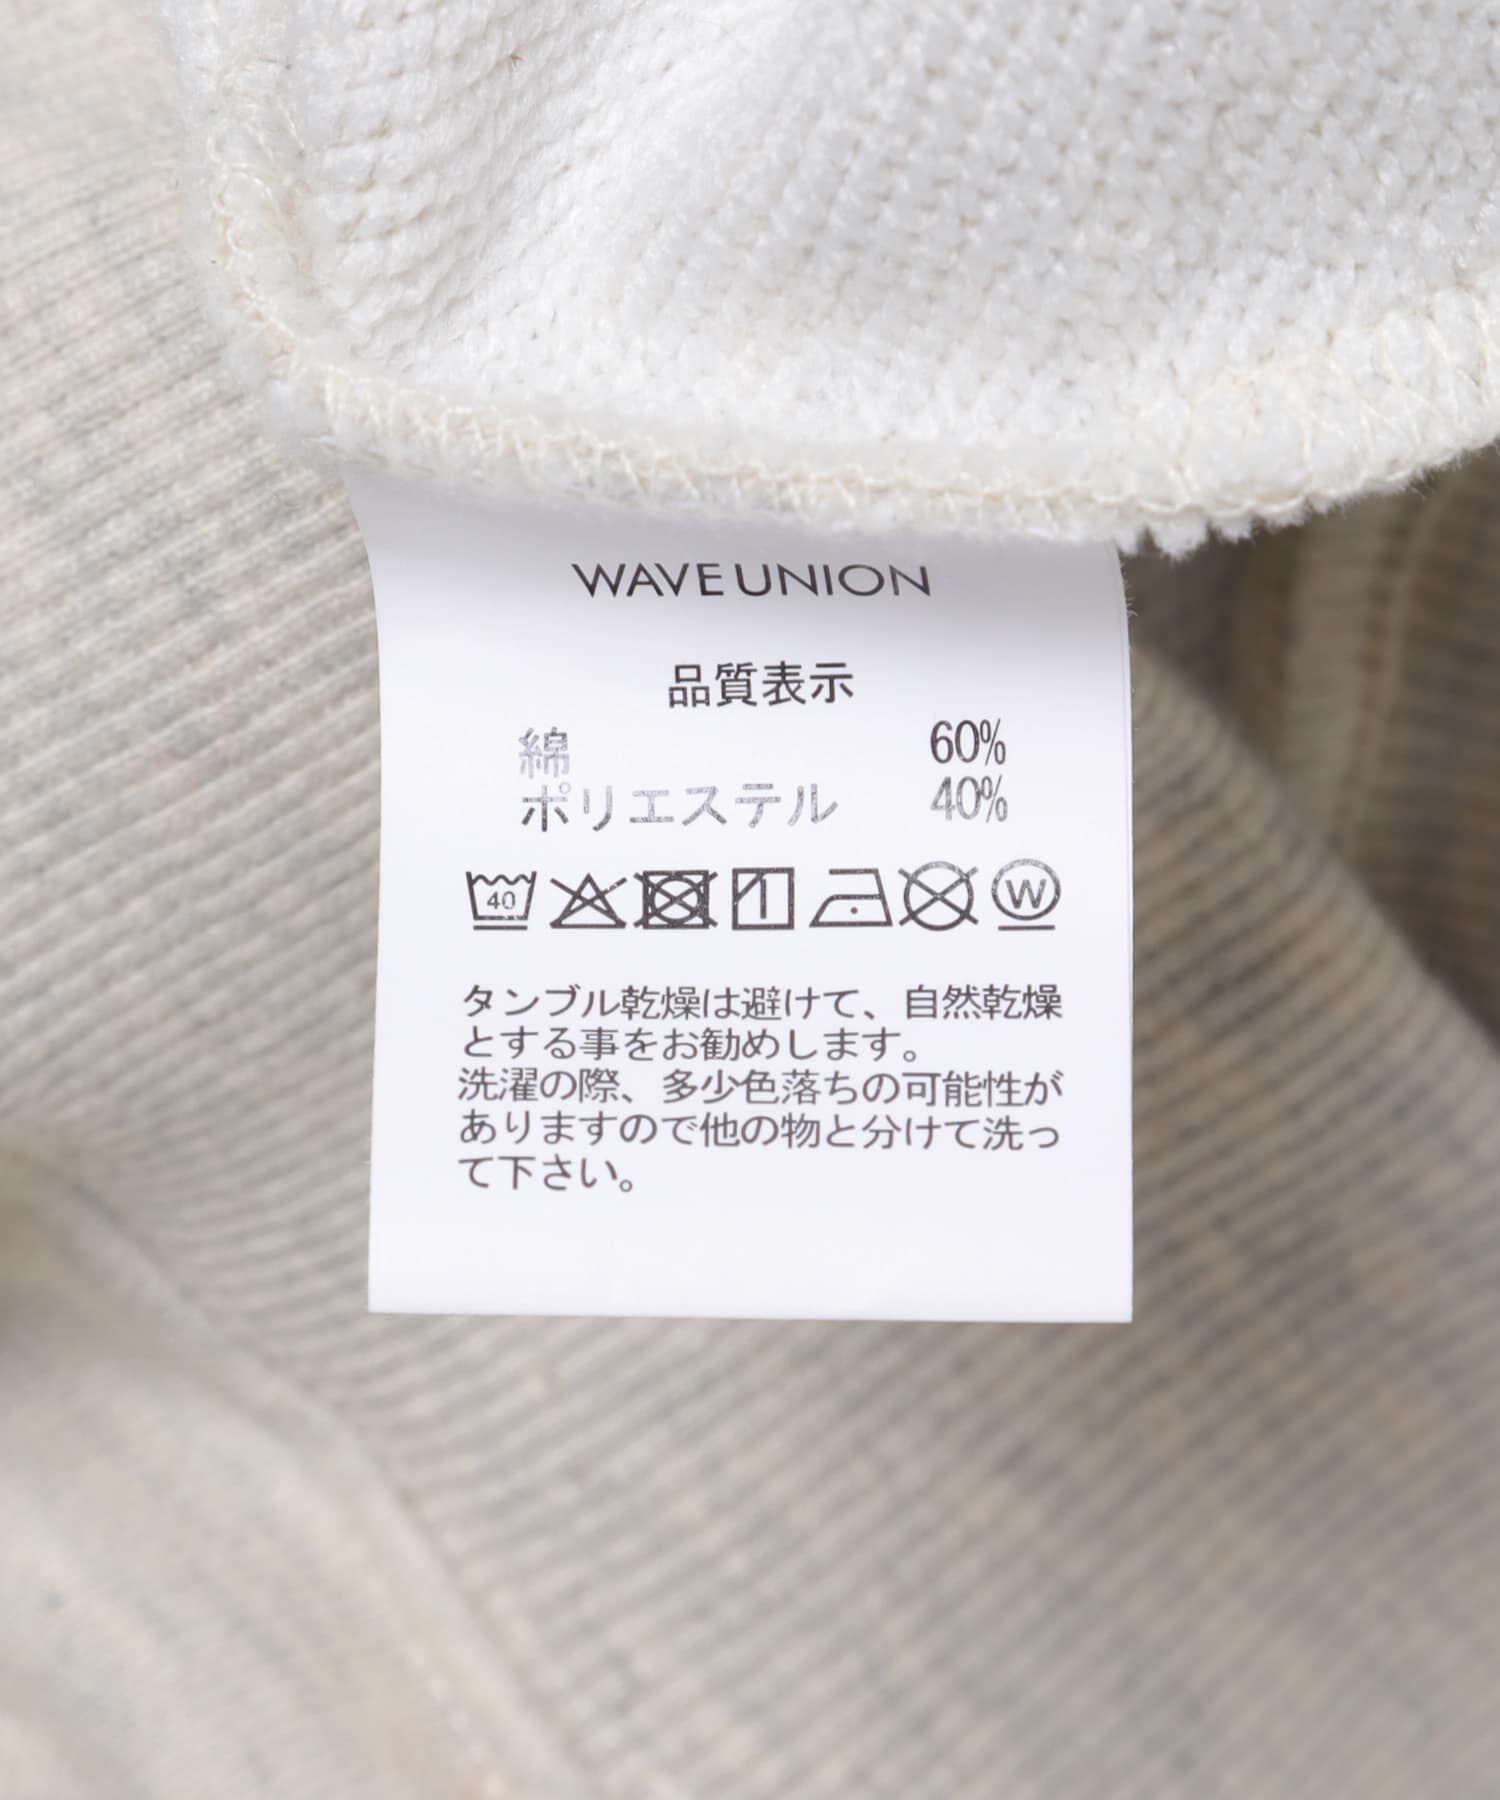 WAVE UNION
品質表示
綿 60%
ポリエステル 40%
40 W
タンブル乾燥は避けて、自然乾燥
とする事をお勧めします。
洗濯の際、多少色落ちの可能性が
ありますので他の物と分けて洗っ
て下さい。